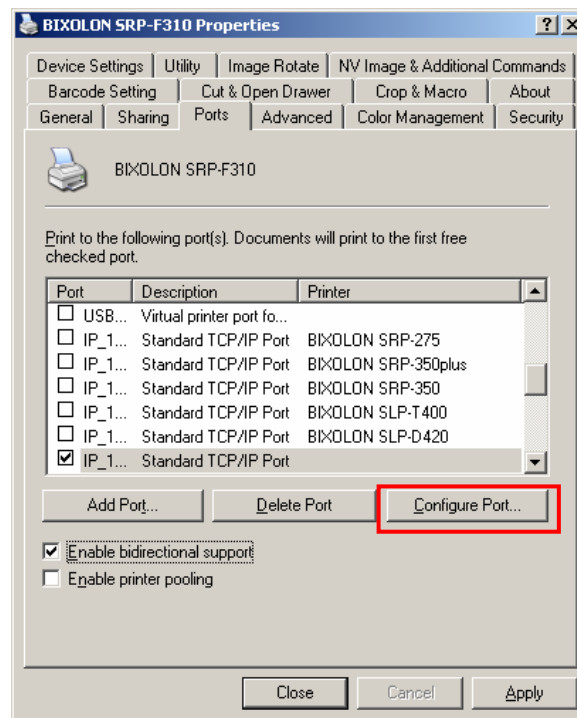 BIXOLON SRP-F310 Properties
Device Settings Utility Image Rotate NV Image & Additional Commands
Barcode Setting Cut & Open Drawer Crop & Macro About
General Sharing Ports Advanced Color Management Security
BIXOLON SRP-F310
Print to the following port(s). Documents will print to the first free
checked port.
Port Description Printer
USB... Virtual printer port fo...
IP_1... Standard TCP/IP Port BIXOLON SRP-275
IP_1... Standard TCP/IP Port BIXOLON SRP-350plus
IP_1... Standard TCP/IP Port BIXOLON SRP-350
IP_1... Standard TCP/IP Port BIXOLON SLP-T400
IP_1... Standard TCP/IP Port BIXOLON SLP-D420
IP_1... Standard TCP/IP Port
Add Port... Delete Port Configure Port...
Enable bidirectional support
Enable printer pooling
Close Cancel Apply